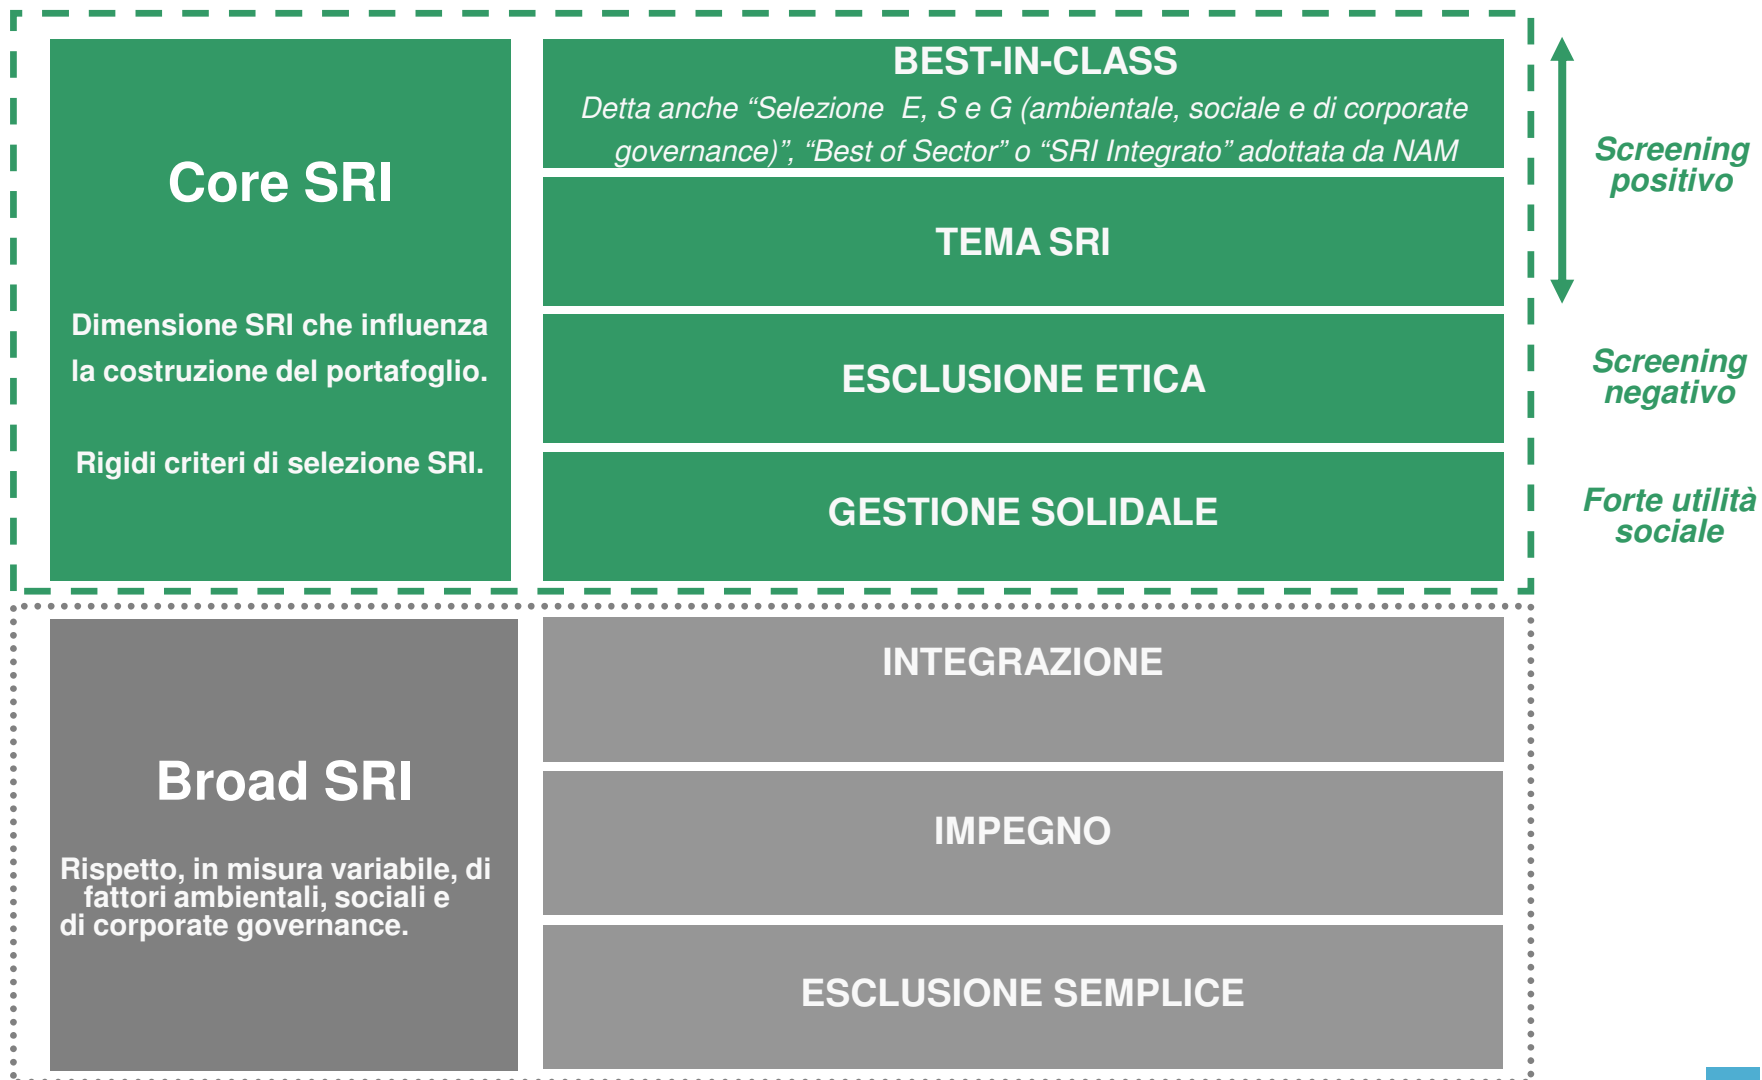 Core SRI
Dimensione SRI che influenza
la costruzione del portafoglio.
Rigidi criteri di selezione SRI.
BEST-IN-CLASS
Detta anche “Selezione E, S e G (ambientale, sociale e di corporate
governance)”, “Best of Sector” o “SRI Integrato” adottata da NAM
TEMA SRI
ESCLUSIONE ETICA
GESTIONE SOLIDALE
Screening
positivo
Screening
negativo
Forte utilità
sociale
Broad SRI
Rispetto, in misura variabile, di
fattori ambientali, sociali e
di corporate governance.
INTEGRAZIONE
IMPEGNO
ESCLUSIONE SEMPLICE